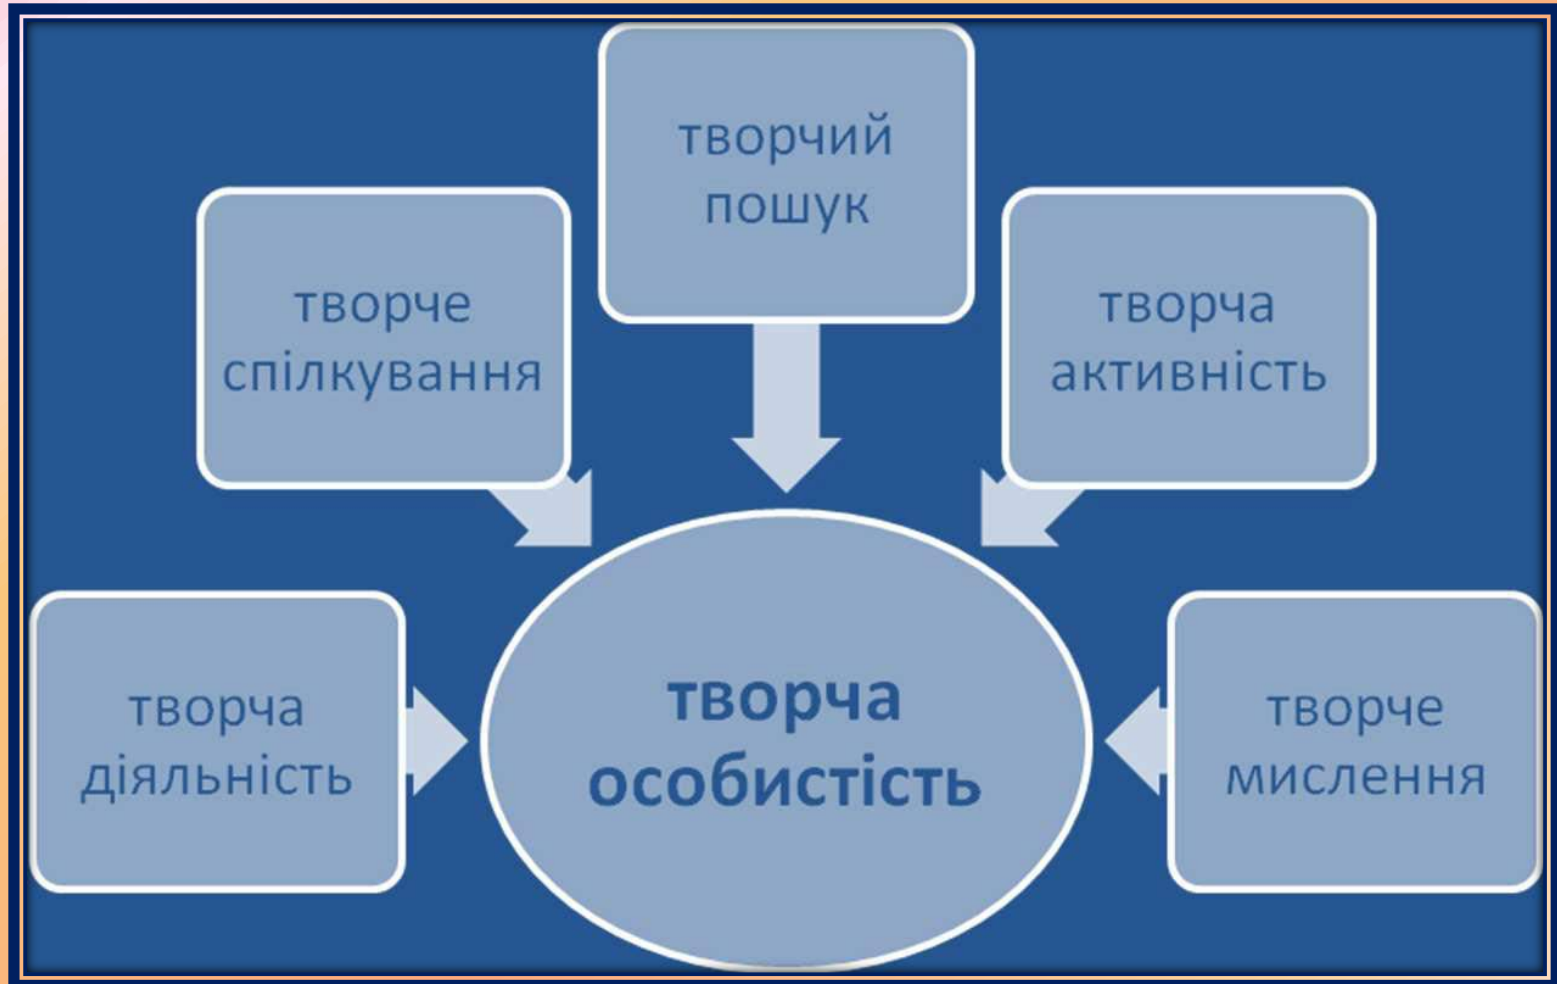 творчий
пошук
творче
спілкування
творча
активність
творча
діяльність
творча
особистість
творче
мислення